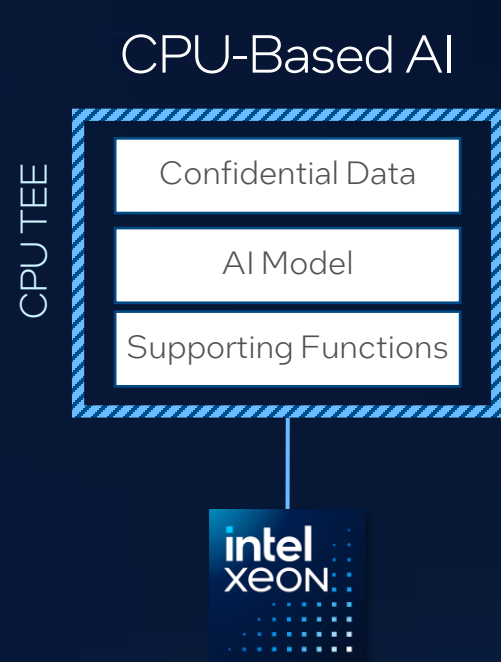 CPU-Based AI
CPU TEE
Confidential Data
AI Model
Supporting Functions
intel
xeon